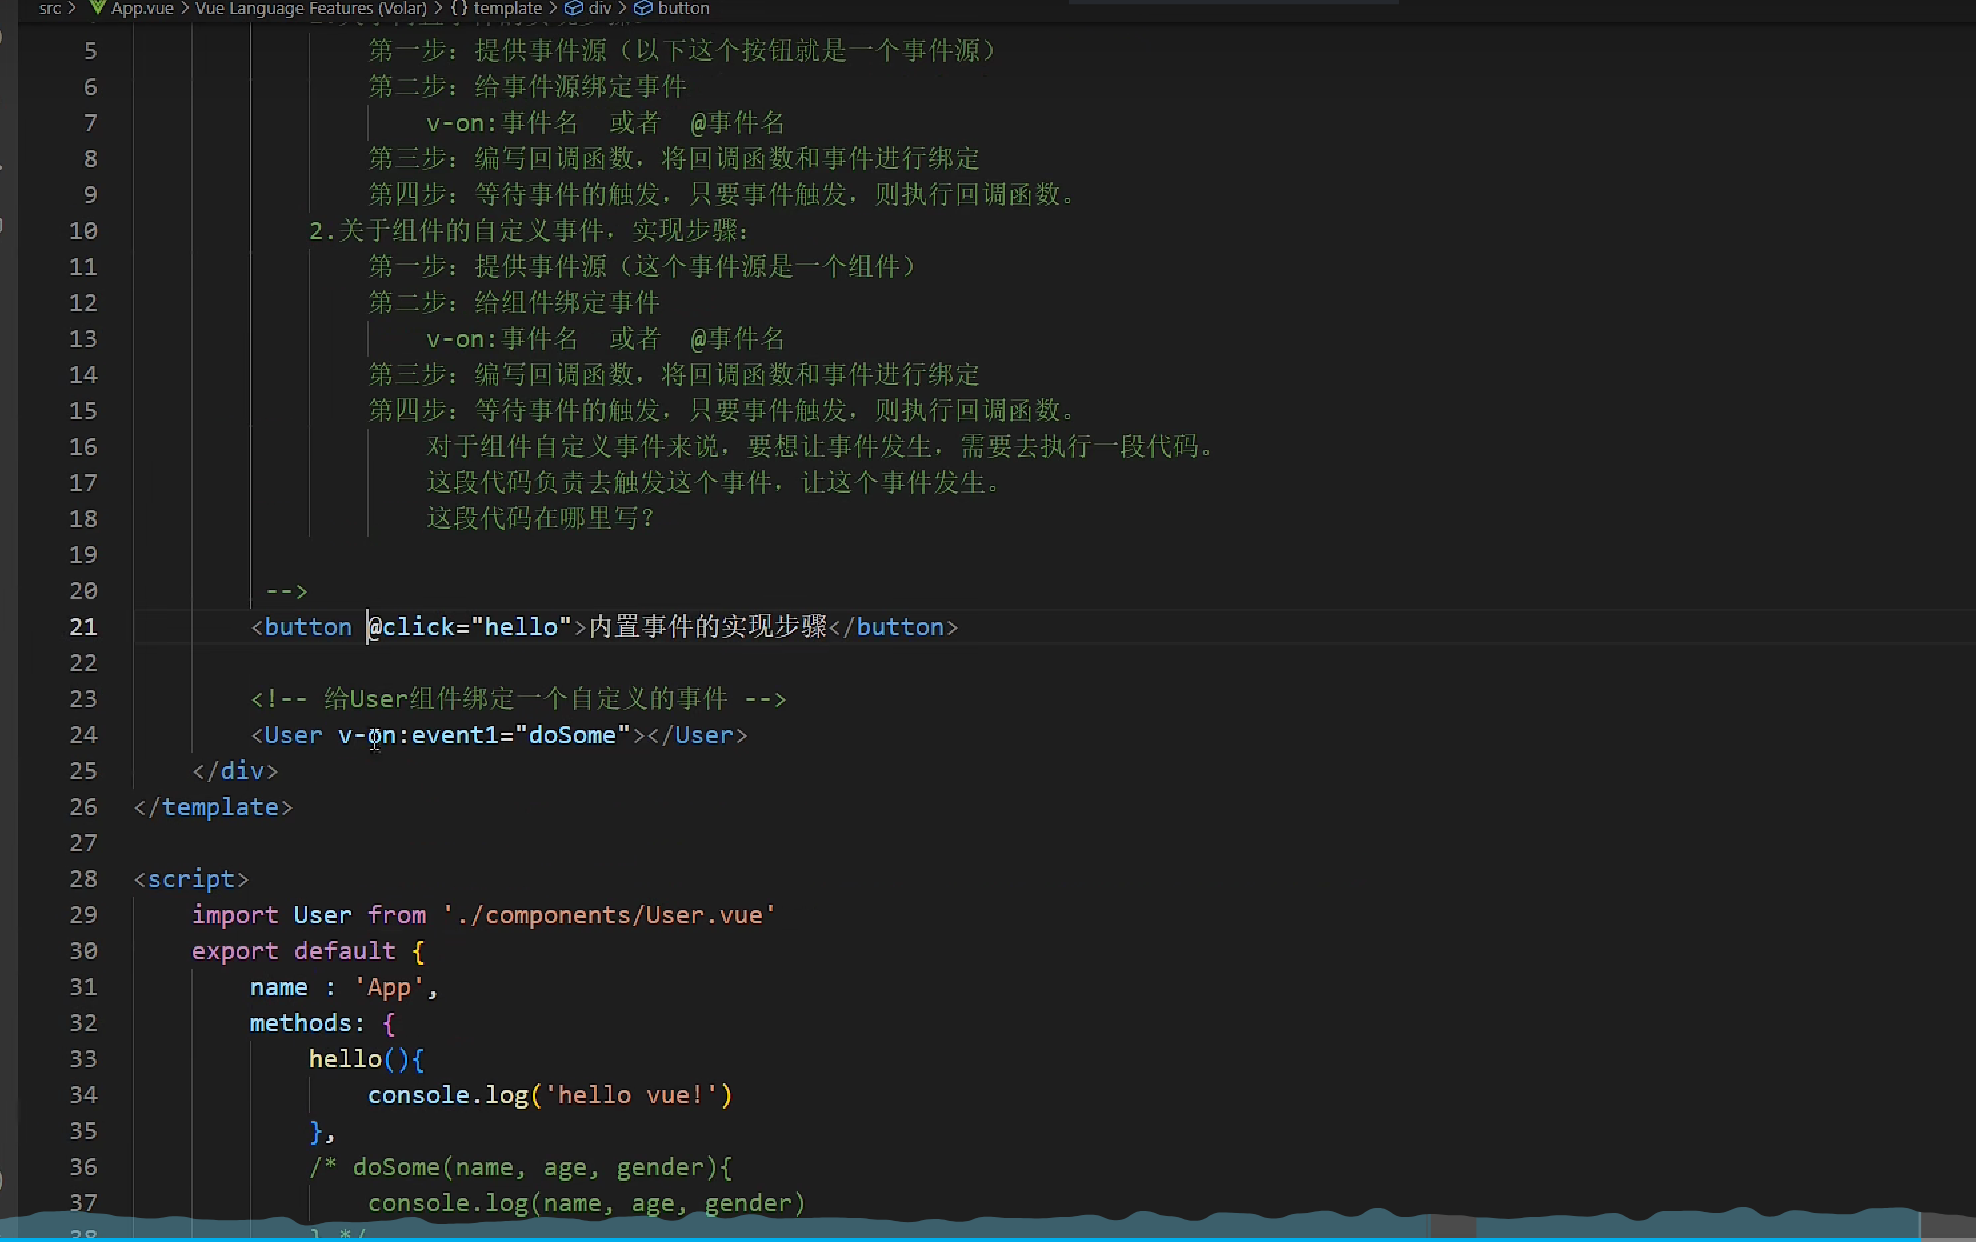 src > App.vue > Vue Language Features (Volar) > {} template > div > button
5 第一步：提供事件源（以下这个按钮就是一个事件源）
6 第二步：给事件源绑定事件
7 v-on:事件名 或者 @事件名
8 第三步：编写回调函数，将回调函数和事件进行绑定
9 第四步：等待事件的触发，只要事件触发，则执行回调函数。
10 2.关于组件的自定义事件，实现步骤：
11 第一步：提供事件源（这个事件源是一个组件）
12 第二步：给组件绑定事件
13 v-on:事件名 或者 @事件名
14 第三步：编写回调函数，将回调函数和事件进行绑定
15 第四步：等待事件的触发，只要事件触发，则执行回调函数。
16 对于组件自定义事件来说，要想让事件发生，需要去执行一段代码。
17 这段代码负责去触发这个事件，让这个事件发生。
18 这段代码在哪里写？
19
20 -->
21 <button @click="hello">内置事件的实现步骤</button>
22
23 <!-- 给User组件绑定一个自定义的事件 -->
24 <User v-on:event1="doSome"></User>
25 </div>
26 </template>
27
28 <script>
29 import User from './components/User.vue'
30 export default {
31 name : 'App',
32 methods: {
33 hello(){
34 console.log('hello vue!')
35 },
36 /* doSome(name, age, gender){
37 console.log(name, age, gender)
38 } */